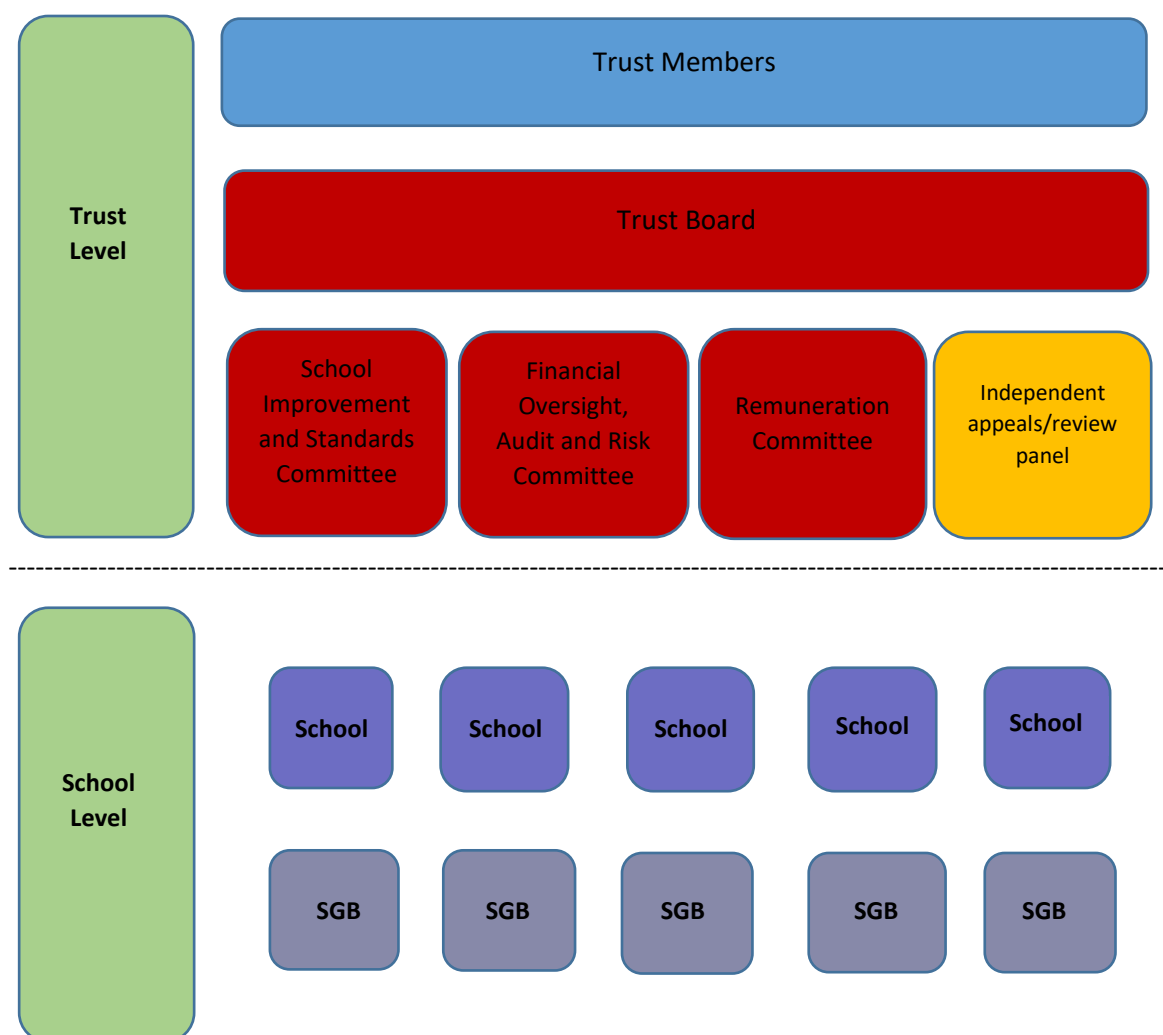 Trust Members
Trust
Level
Trust Board
School
Improvement
and Standards
Committee
Financial
Oversight,
Audit and Risk
Committee
Remuneration
Committee
Independent
appeals/review
panel
School
Level
School
School
School
School
School
SGB
SGB
SGB
SGB
SGB